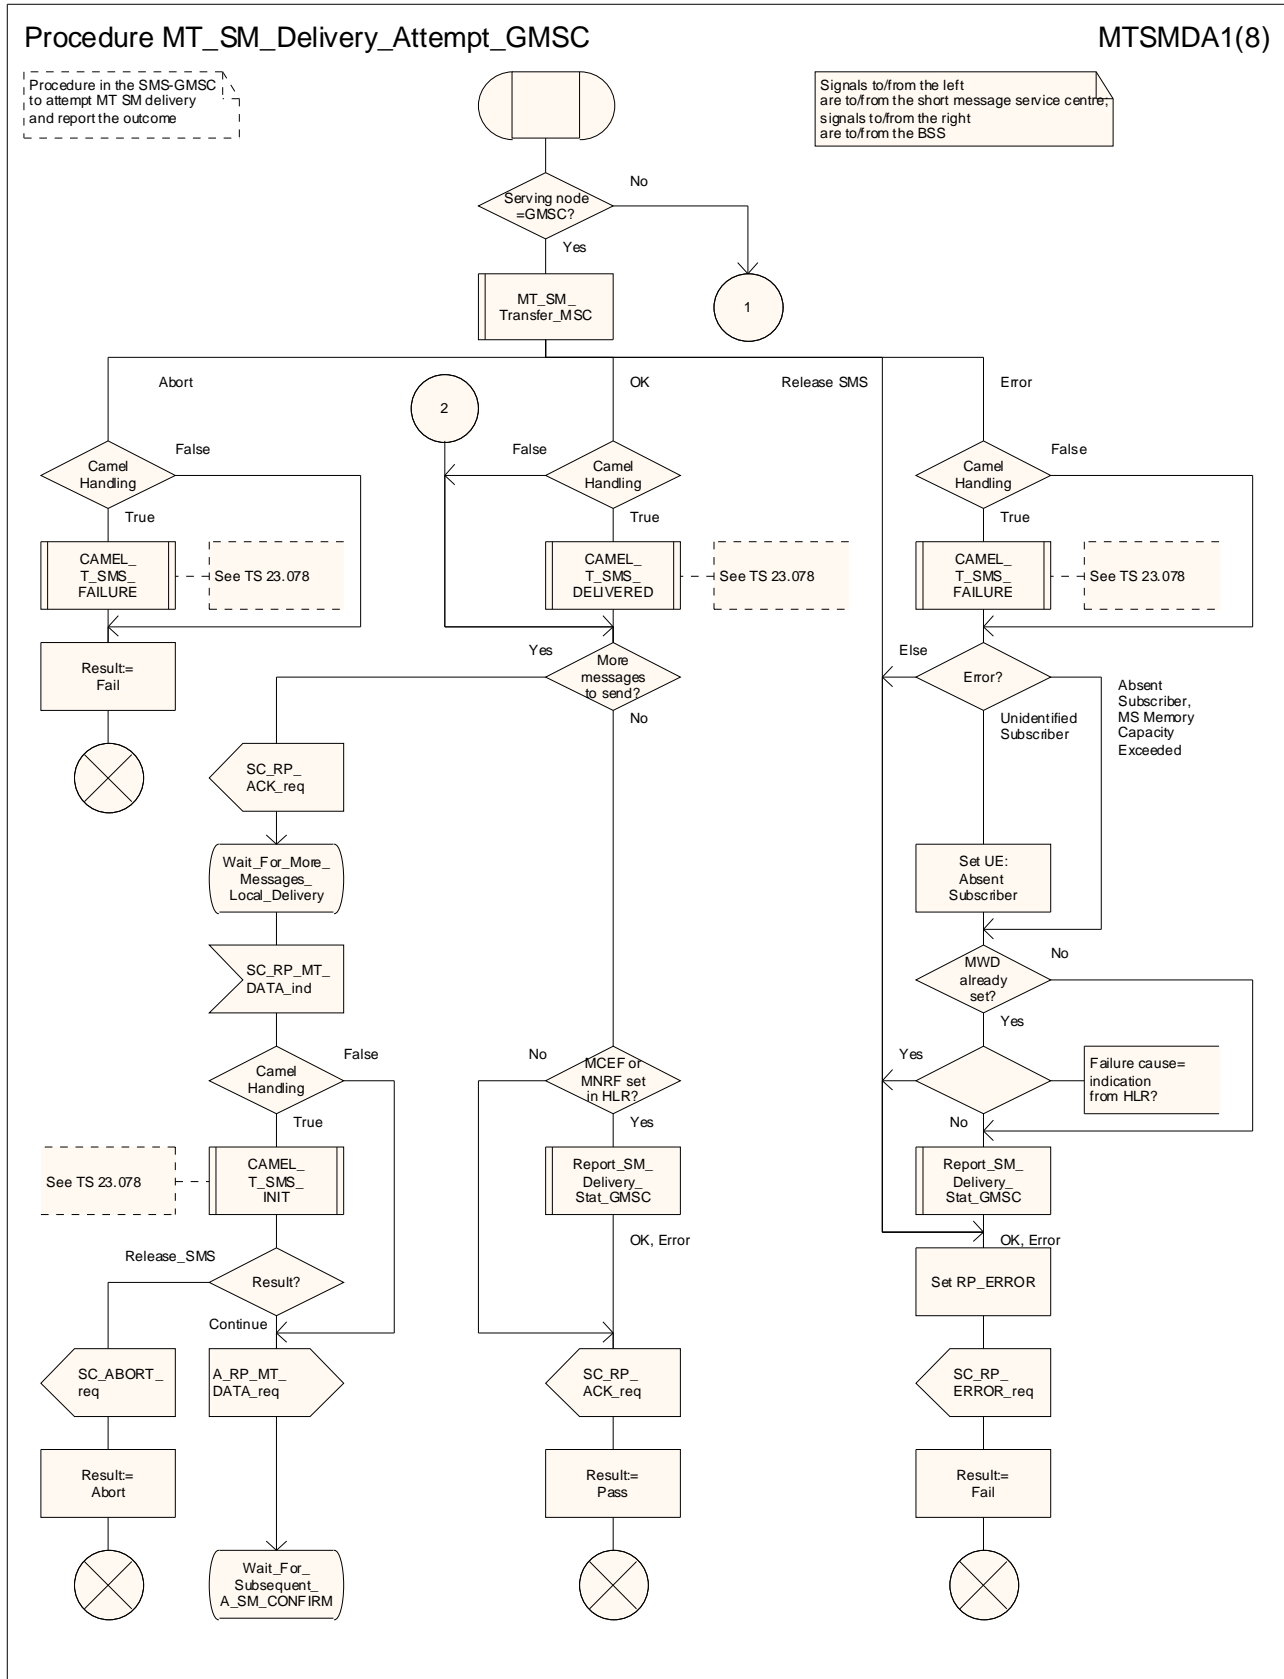 Procedure MT_SM_Delivery_Attempt_GMSC
MTSMDA1(8)
Procedure in the SMS-GMSC
to attempt MT SM delivery
and report the outcome
Signals to/from the left
are to/from the short message service centre;
signals to/from the right
are to/from the BSS
Serving node
=GMSC?
No
Yes
MT_SM_
Transfer_MSC
1
Abort
OK
Release SMS
Error
2
Camel
Handling
False
True
Camel
Handling
False
True
Camel
Handling
False
True
CAMEL_
T_SMS_
FAILURE
See TS 23.078
CAMEL_
T_SMS_
DELIVERED
See TS 23.078
CAMEL_
T_SMS_
FAILURE
See TS 23.078
Result:=
Fail
Yes
More
messages
to send?
No
Else
Error?
Unidentified
Subscriber
Absent
Subscriber,
MS Memory
Capacity
Exceeded
SC_RP_
ACK_req
Wait_For_More_
Messages_
Local_Delivery
Set UE:
Absent
Subscriber
SC_RP_MT_
DATA_ind
MWD
already
set?
No
Yes
Camel
Handling
False
True
No
MCEF or
MNRF set
in HLR?
Yes
Yes
Failure cause=
indication
from HLR?
No
See TS 23.078
CAMEL_
T_SMS_
INIT
Report_SM_
Delivery_
Stat_GMSC
Report_SM_
Delivery_
Stat_GMSC
OK, Error
OK, Error
Release_SMS
Result?
Continue
Set RP_ERROR
SC_ABORT_
req
A_RP_MT_
DATA_req
SC_RP_
ACK_req
SC_RP_
ERROR_req
Result:=
Abort
Result:=
Pass
Result:=
Fail
Wait_For_
Subsequent_
A_SM_CONFIRM